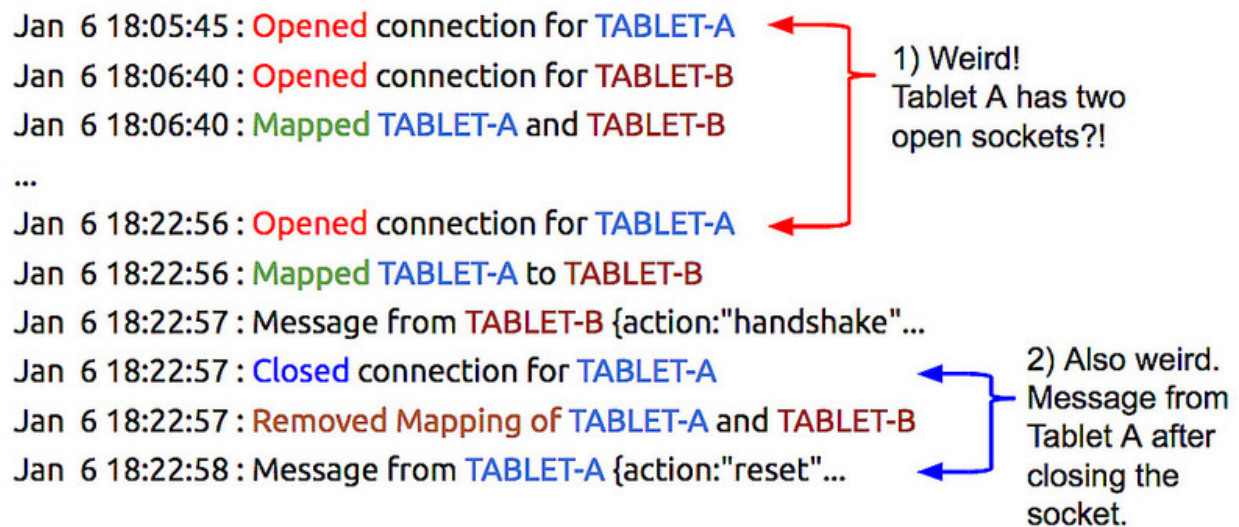 Jan 6 18:05:45 : Opened connection for TABLET-A
Jan 6 18:06:40 : Opened connection for TABLET-B
Jan 6 18:06:40 : Mapped TABLET-A and TABLET-B
...
Jan 6 18:22:56 : Opened connection for TABLET-A
Jan 6 18:22:56 : Mapped TABLET-A to TABLET-B
Jan 6 18:22:57 : Message from TABLET-B {action:"handshake"...
Jan 6 18:22:57 : Closed connection for TABLET-A
Jan 6 18:22:57 : Removed Mapping of TABLET-A and TABLET-B
Jan 6 18:22:58 : Message from TABLET-A {action:"reset"...
1) Weird!
Tablet A has two
open sockets?!
2) Also weird.
Message from
Tablet A after
closing the
socket.